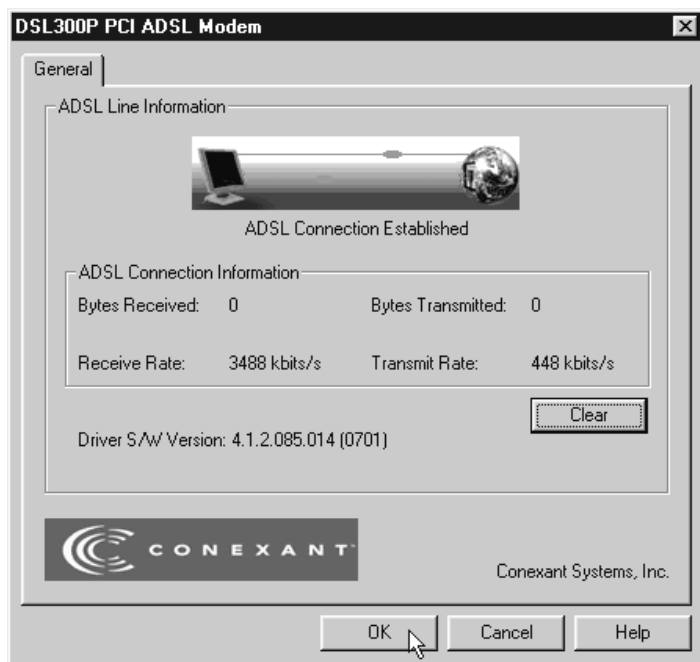 DSL300P PCI ADSL Modem
General
ADSL Line Information
ADSL Connection Established
ADSL Connection Information
Bytes Received: 0 Bytes Transmitted: 0
Receive Rate: 3488 kbits/s Transmit Rate: 448 kbits/s
Clear
Driver S/W Version: 4.1.2.085.014 (0701)
CONEXANT
Conexant Systems, Inc.
OK Cancel Help